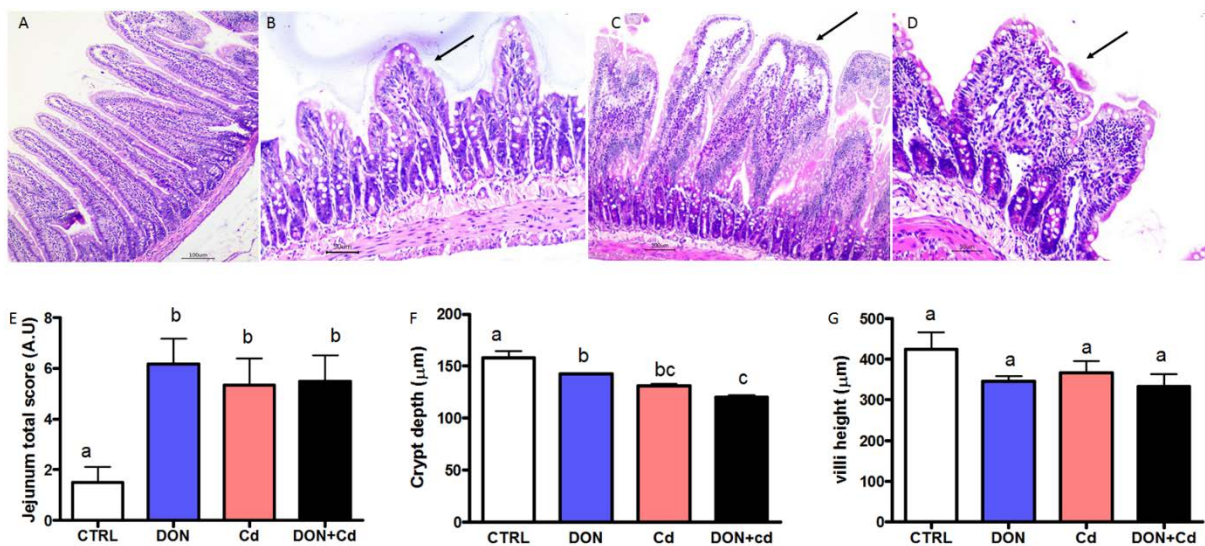 A
B
C
D
100um
50um
E
Jejunum total score (A.U)
8
6
4
2
0
a
b
b
b
CTRL
DON
Cd
DON+Cd
F
Crypt depth (μm)
200
150
100
50
0
a
b
bc
c
CTRL
DON
Cd
DON+cd
G
villi height (μm)
500
400
300
200
100
0
a
a
a
a
CTRL
DON
Cd
DON+Cd